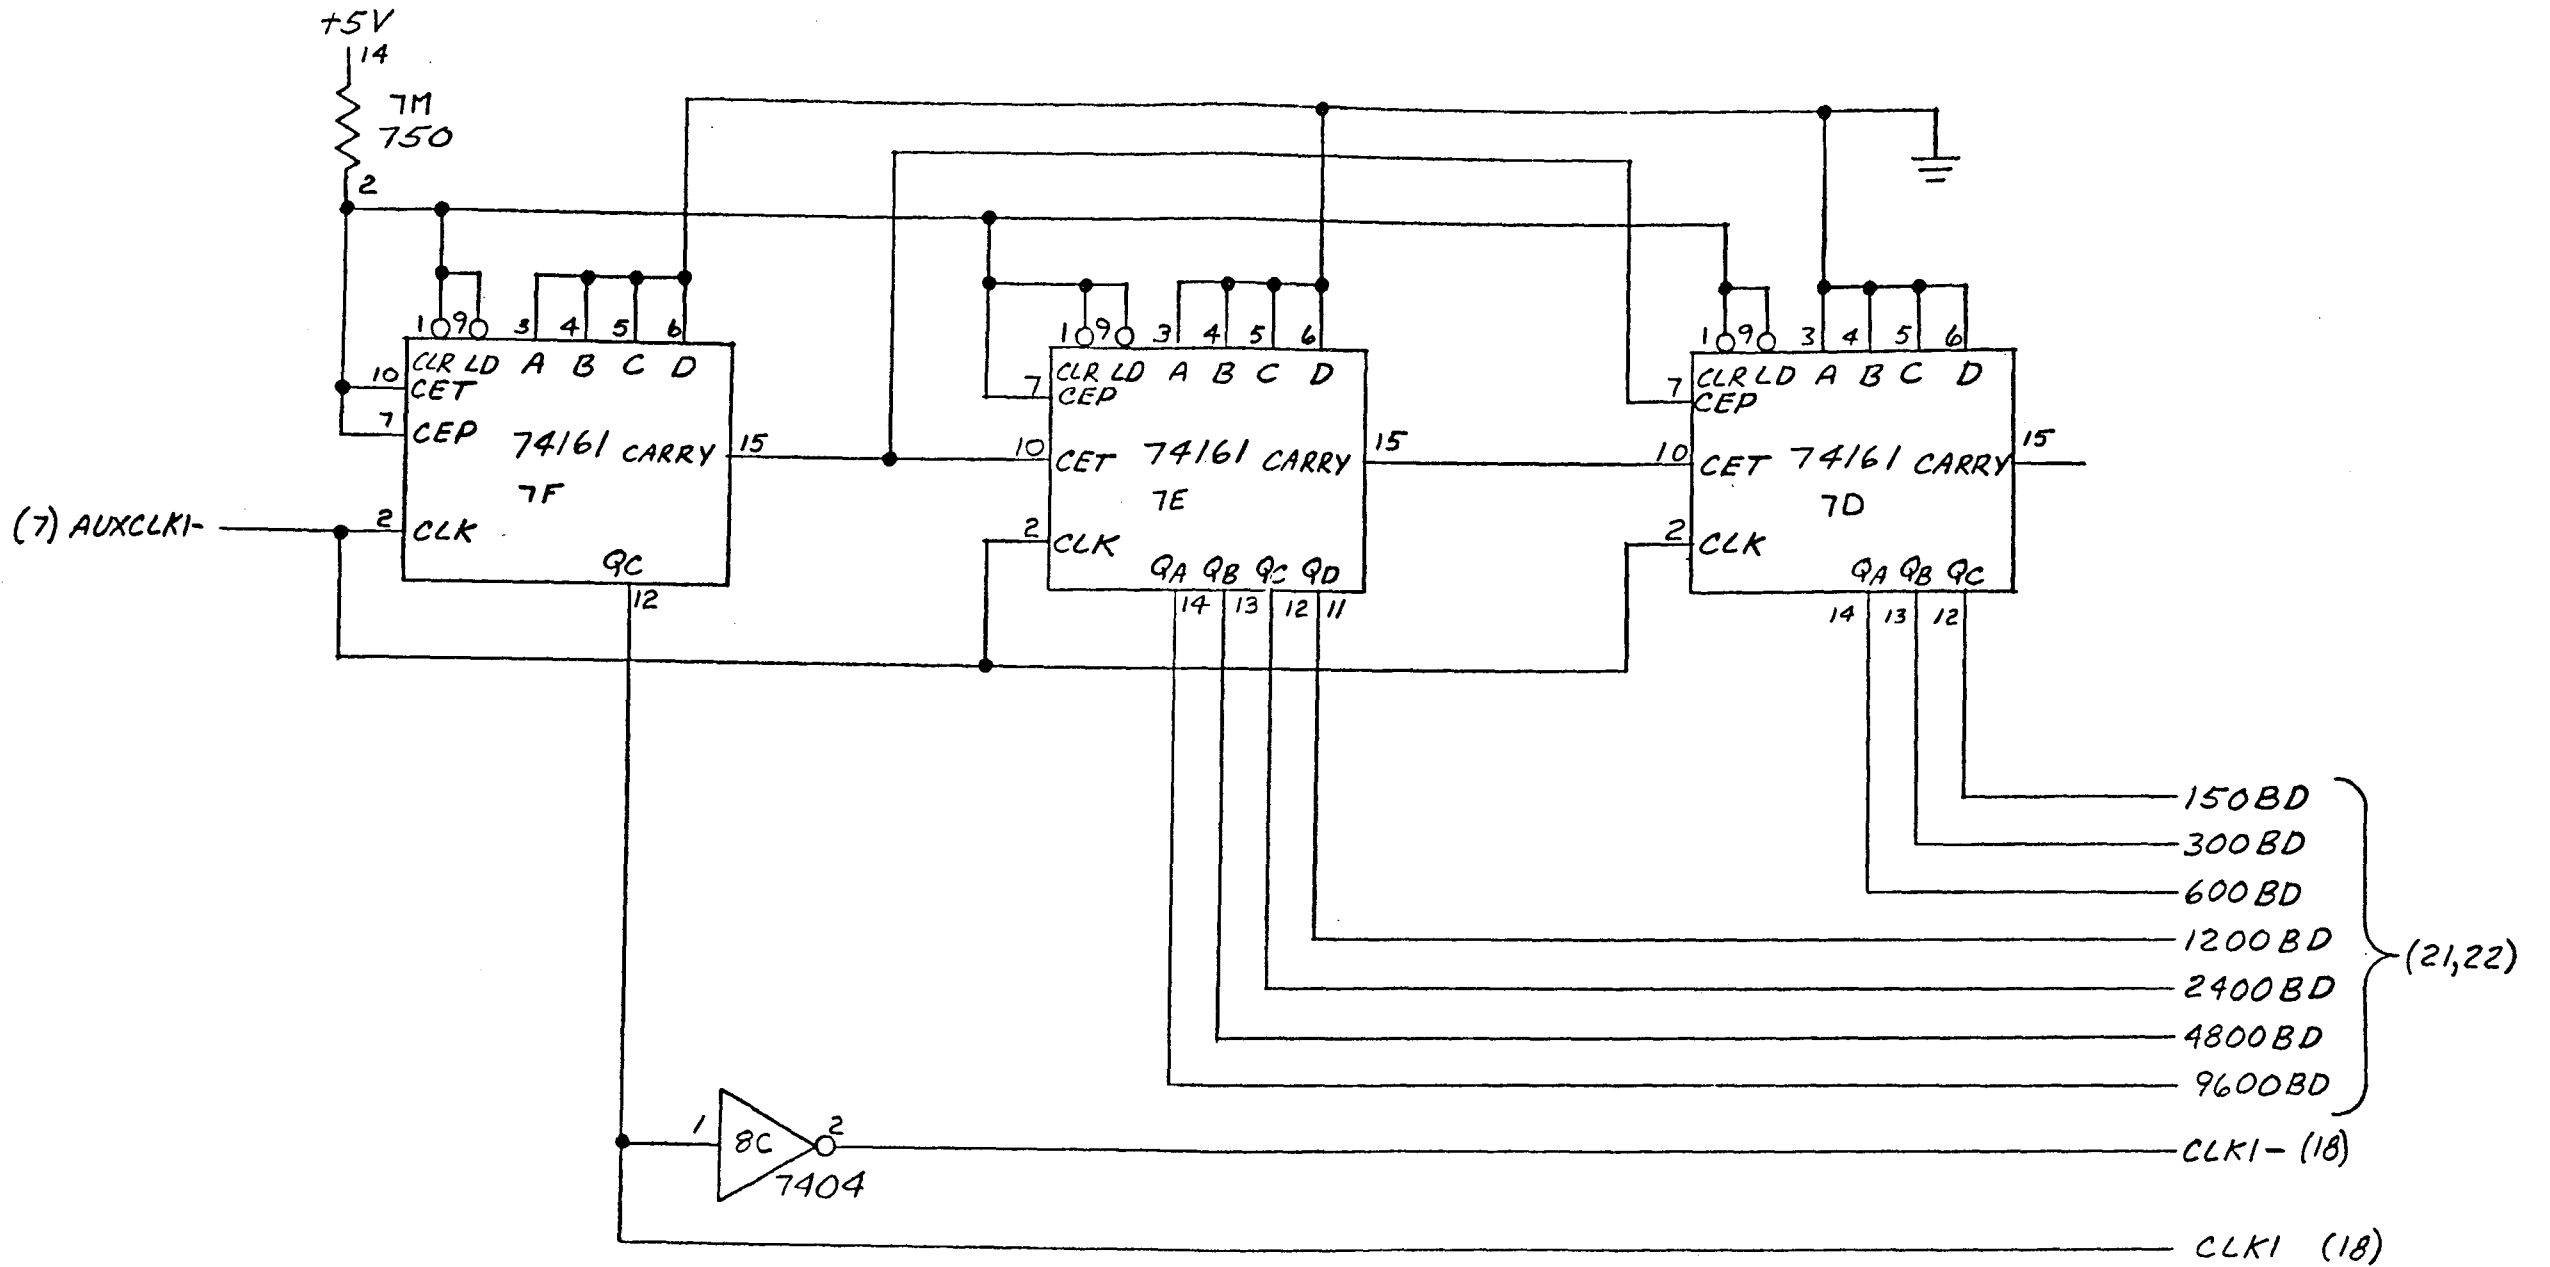 +5V
14
7M
750
2
1 9 3 4 5 6
CLR LD A B C D
10 CET
7 CEP
74161 CARRY 15
7F
(7) AUXCLK1- 2 CLK
QC
12
1 9 3 4 5 6
CLR LD A B C D
7 CEP
10 CET 74161 CARRY 15
7E
2 CLK
QA QB QC QD
14 13 12 11
1 9 3 4 5 6
CLR LD A B C D
7 CEP
10 CET 74161 CARRY 15
7D
2 CLK
QA QB QC
14 13 12
150BD
300BD
600BD
1200BD
(21,22)
2400BD
4800BD
9600BD
1 8C 2
7404
CLK1- (18)
CLK1 (18)